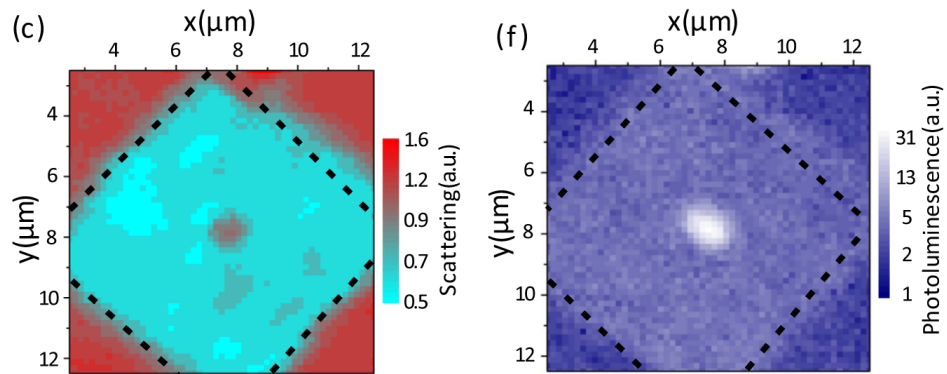 (c)
x(μm)
4 6 8 10 12
y(μm)
4
6
8
10
12
Scattering(a.u.)
1.6
1.2
0.9
0.7
0.5
(f)
x(μm)
4 6 8 10 12
y(μm)
4
6
8
10
12
Photoluminescence(a.u.)
31
13
5
2
1